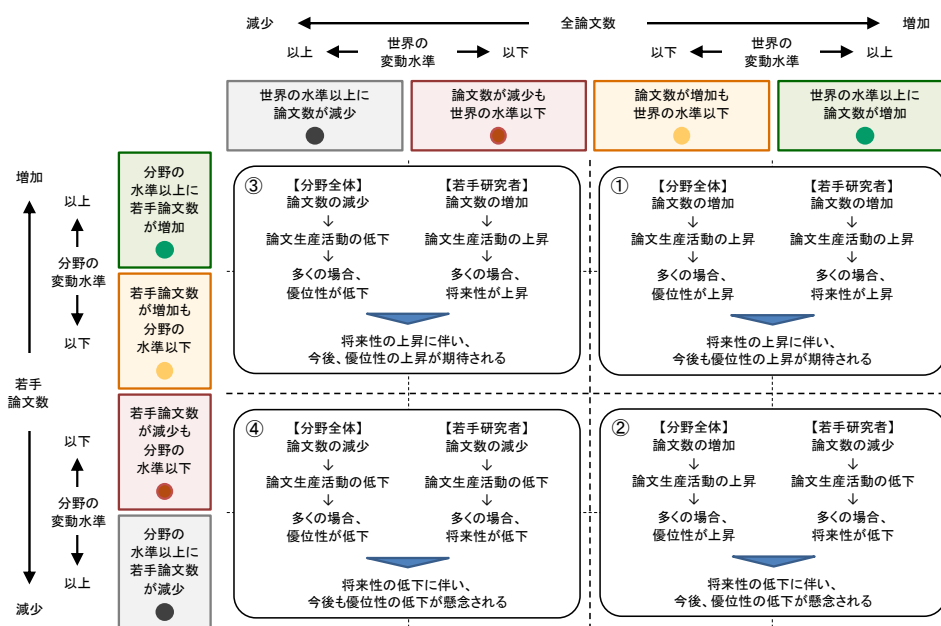 減少
全論文数
増加
以上
世界の
変動水準
以下
以下
世界の
変動水準
以上
世界の水準以上に
論文数が減少
論文数が減少も
世界の水準以下
論文数が増加も
世界の水準以下
世界の水準以上に
論文数が増加
増加
以上
分野の
変動水準
以下
若手
論文数
以下
分野の
変動水準
以上
減少
分野の
水準以上に
若手論文数
が増加
若手論文数
が増加も
分野の
水準以下
若手論文数
が減少も
分野の
水準以下
分野の
水準以上に
若手論文数
が減少
③
【分野全体】
論文数の減少
↓
論文生産活動の低下
↓
多くの場合、
優位性が低下
【若手研究者】
論文数の増加
↓
論文生産活動の上昇
↓
多くの場合、
将来性が上昇
将来性の上昇に伴い、
今後、優位性の上昇が期待される
①
【分野全体】
論文数の増加
↓
論文生産活動の上昇
↓
多くの場合、
優位性が上昇
【若手研究者】
論文数の増加
↓
論文生産活動の上昇
↓
多くの場合、
将来性が上昇
将来性の上昇に伴い、
今後も優位性の上昇が期待される
④
【分野全体】
論文数の減少
↓
論文生産活動の低下
↓
多くの場合、
優位性が低下
【若手研究者】
論文数の減少
↓
論文生産活動の低下
↓
多くの場合、
将来性が低下
将来性の低下に伴い、
今後も優位性の低下が懸念される
②
【分野全体】
論文数の増加
↓
論文生産活動の上昇
↓
多くの場合、
優位性が上昇
【若手研究者】
論文数の減少
↓
論文生産活動の低下
↓
多くの場合、
将来性が低下
将来性の低下に伴い、
今後、優位性の低下が懸念される